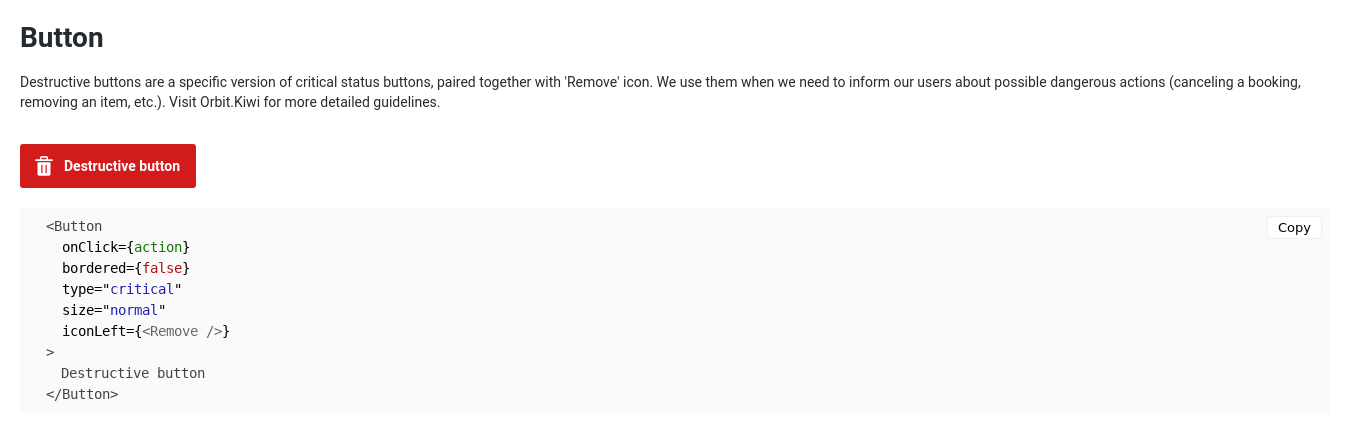 Button
Destructive buttons are a specific version of critical status buttons, paired together with 'Remove' icon. We use them when we need to inform our users about possible dangerous actions (canceling a booking,
removing an item, etc.). Visit Orbit.Kiwi for more detailed guidelines.
Destructive button
Copy
<Button
  onClick={action}
  bordered={false}
  type="critical"
  size="normal"
  iconLeft={<Remove />}
>
  Destructive button
</Button>